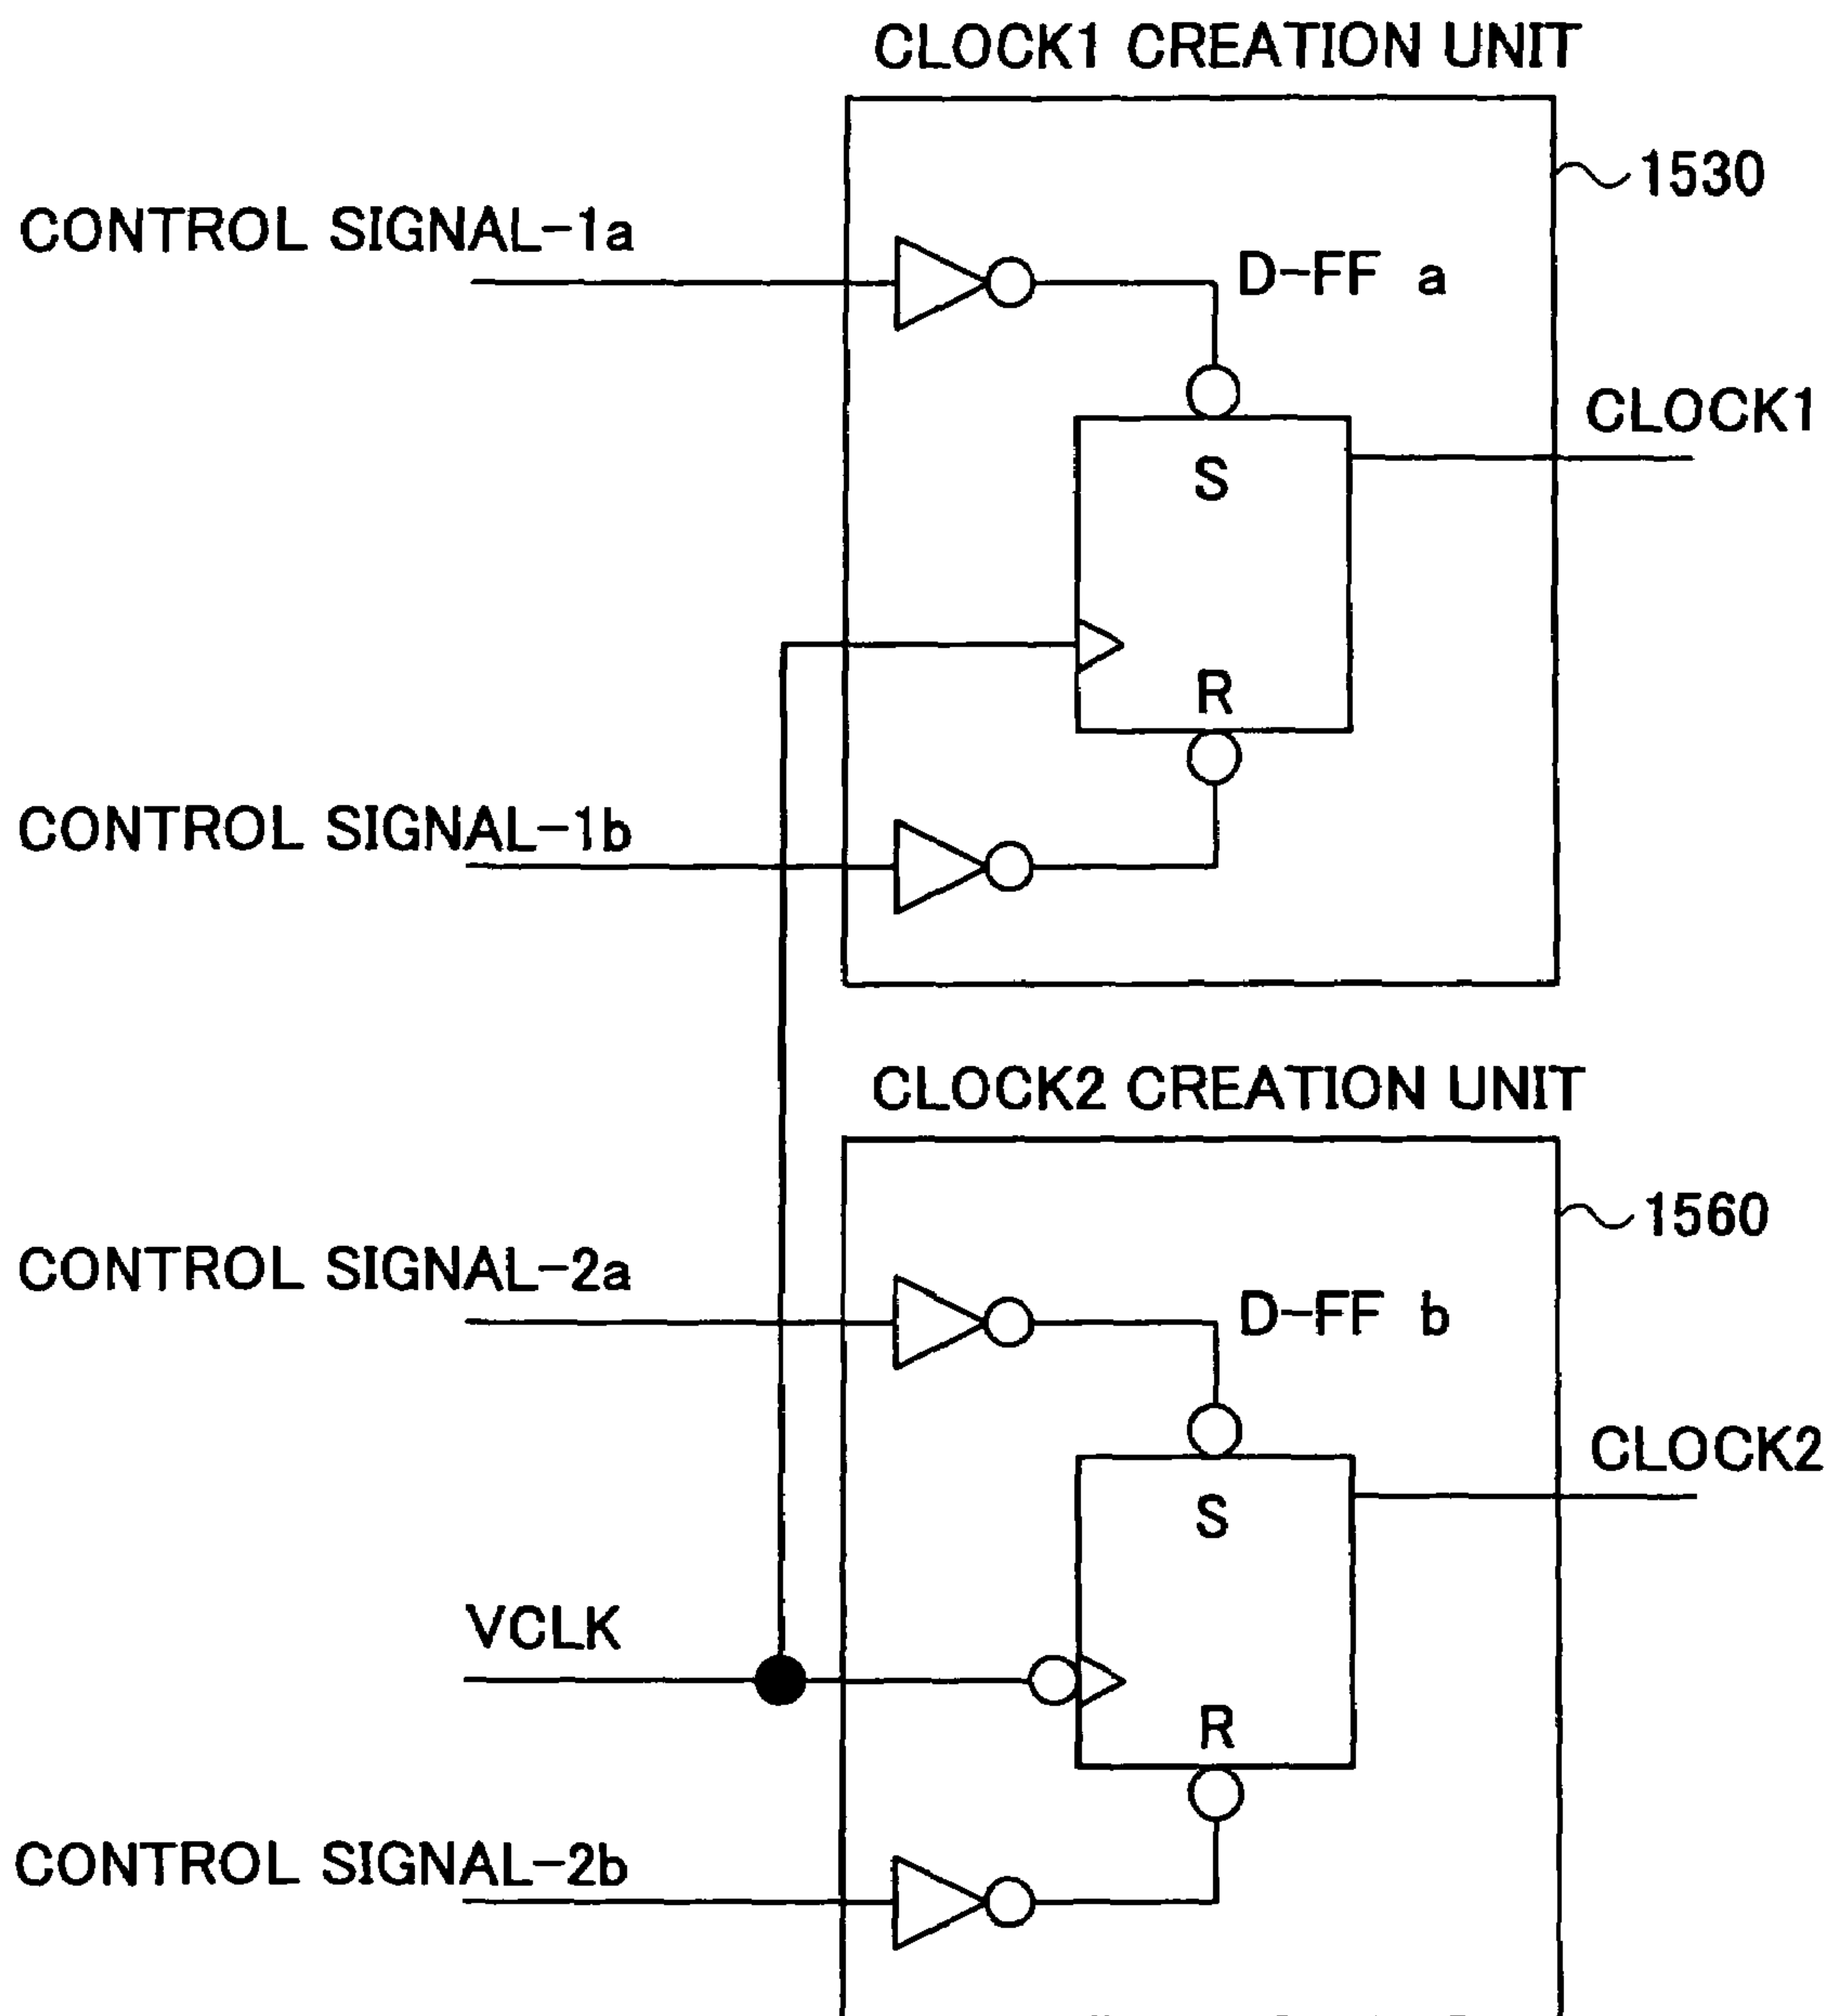 CLOCK1 CREATION UNIT
1530
CONTROL SIGNAL-1a
D-FF a
CLOCK1
S
R
CONTROL SIGNAL-1b
CLOCK2 CREATION UNIT
1560
CONTROL SIGNAL-2a
D-FF b
CLOCK2
S
VCLK
R
CONTROL SIGNAL-2b